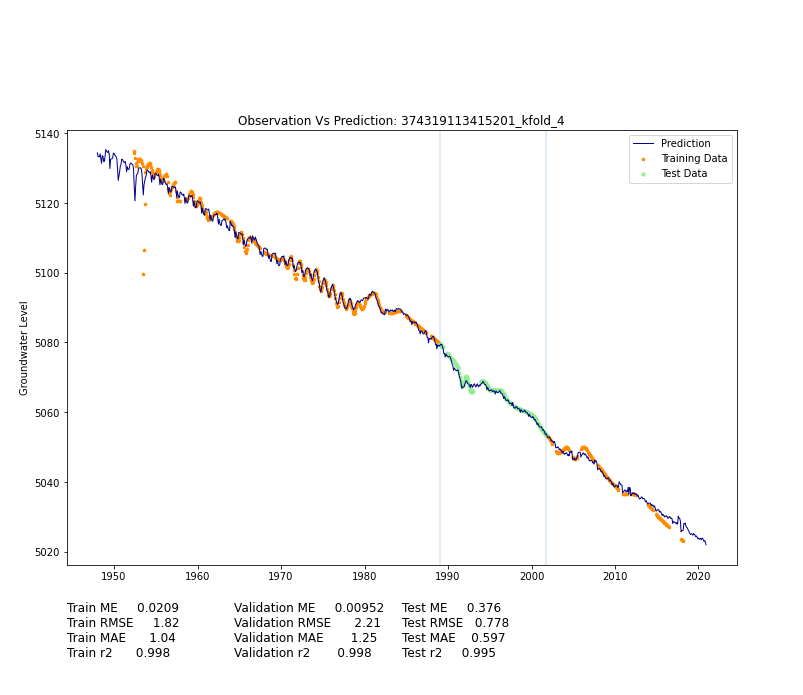 Observation Vs Prediction: 374319113415201_kfold_4
5140
5120
5100
5080
5060
5040
5020
Groundwater Level
Prediction
Training Data
Test Data
1950 1960 1970 1980 1990 2000 2010 2020
Train ME 0.0209 Validation ME 0.00952 Test ME 0.376
Train RMSE 1.82 Validation RMSE 2.21 Test RMSE 0.778
Train MAE 1.04 Validation MAE 1.25 Test MAE 0.597
Train r2 0.998 Validation r2 0.998 Test r2 0.995